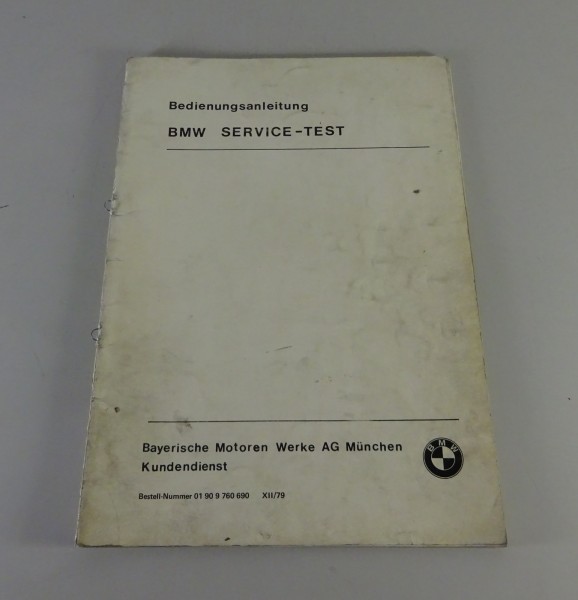 Bedienungsanleitung
BMW SERVICE-TEST
Bayerische Motoren Werke AG München
Kundendienst
BMW
Bestell-Nummer 01 90 9 760 690 XII/79